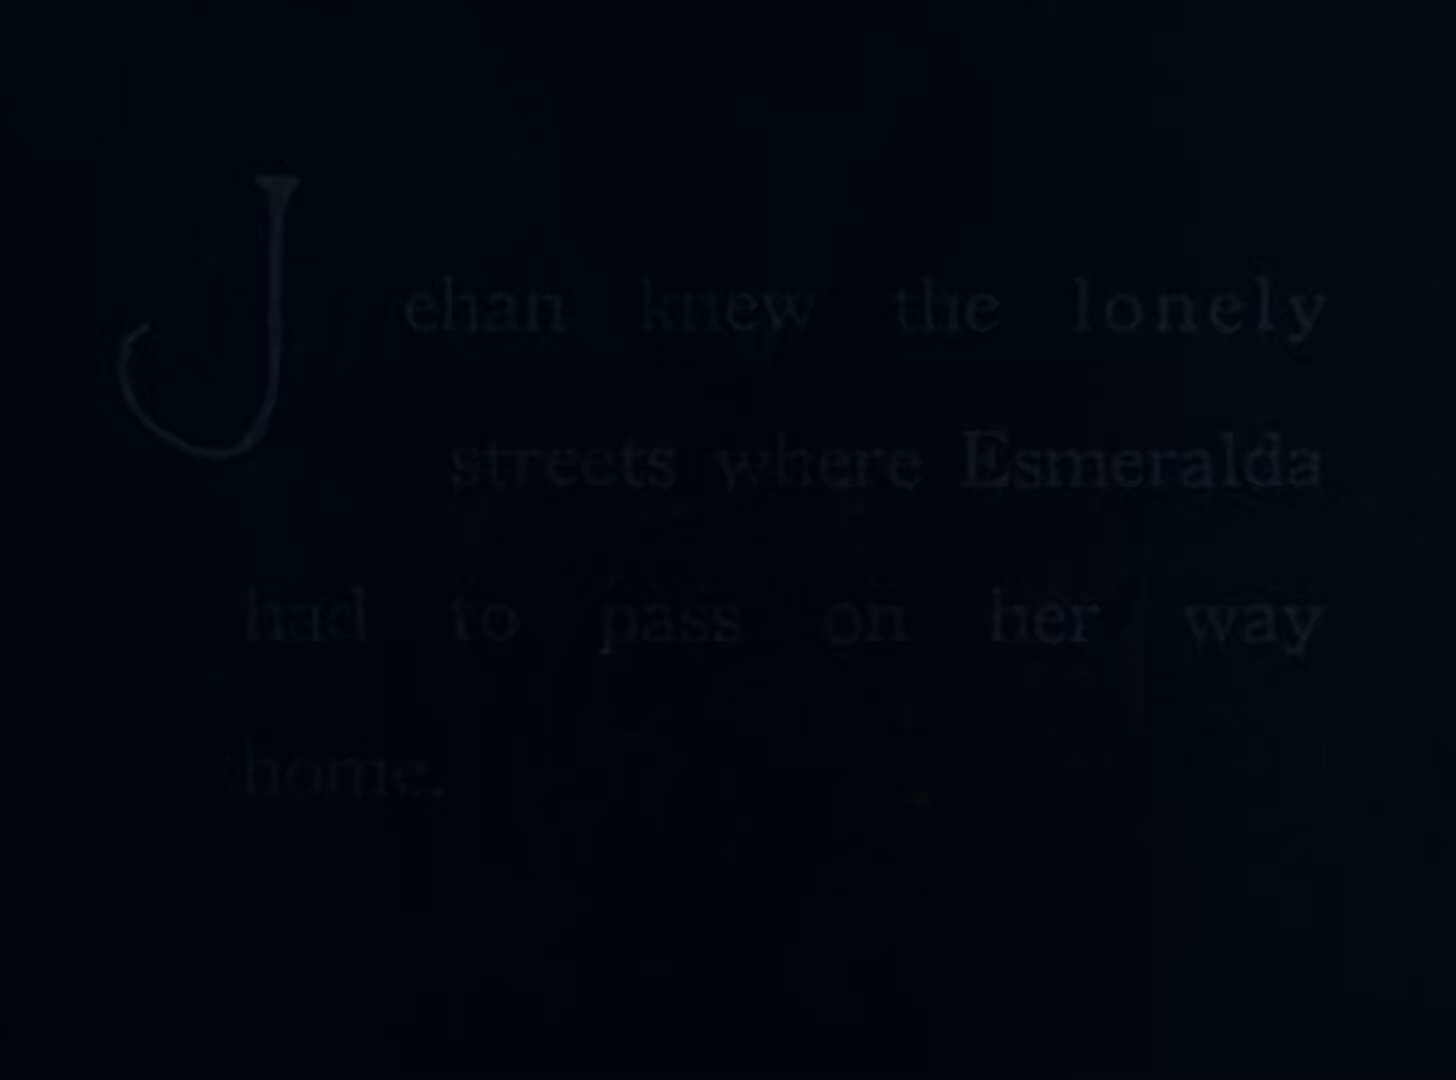 Jehan knew the lonely
streets where Esmeralda
had to pass on her way
home.